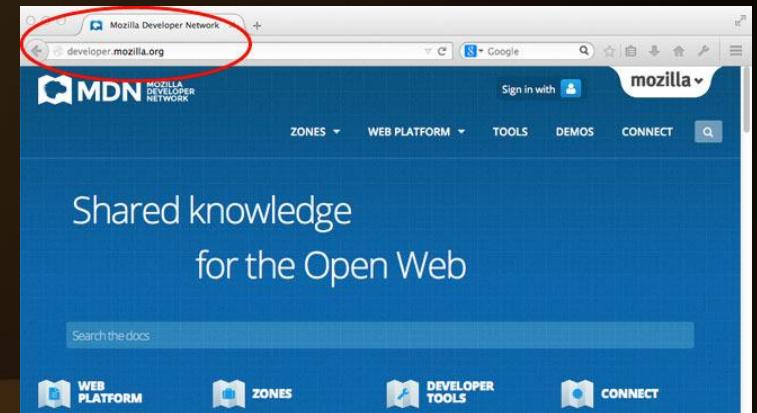 Mozilla Developer Network
developer.mozilla.org
Google
MDN MOZILLA DEVELOPER NETWORK
Sign in with
mozilla
ZONES WEB PLATFORM TOOLS DEMOS CONNECT
Shared knowledge
for the Open Web
Search the docs
WEB PLATFORM
ZONES
DEVELOPER TOOLS
CONNECT